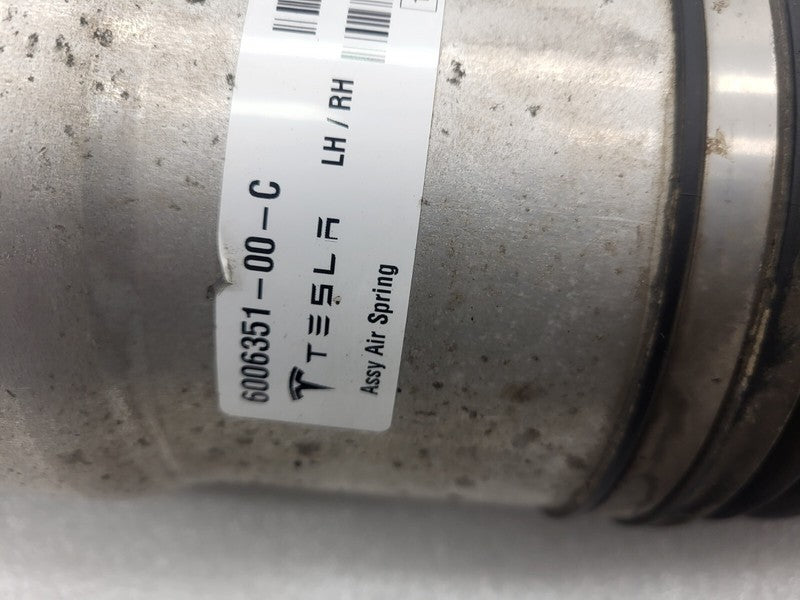 6006351-00-C
TESLA LH / RH
Assy Air Spring